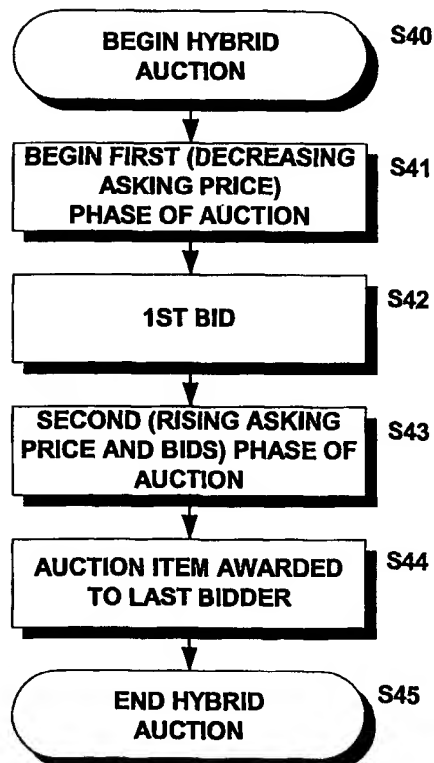 BEGIN HYBRID
AUCTION
S40
BEGIN FIRST (DECREASING
ASKING PRICE)
PHASE OF AUCTION
S41
1ST BID
S42
SECOND (RISING ASKING
PRICE AND BIDS) PHASE OF
AUCTION
S43
AUCTION ITEM AWARDED
TO LAST BIDDER
S44
END HYBRID
AUCTION
S45